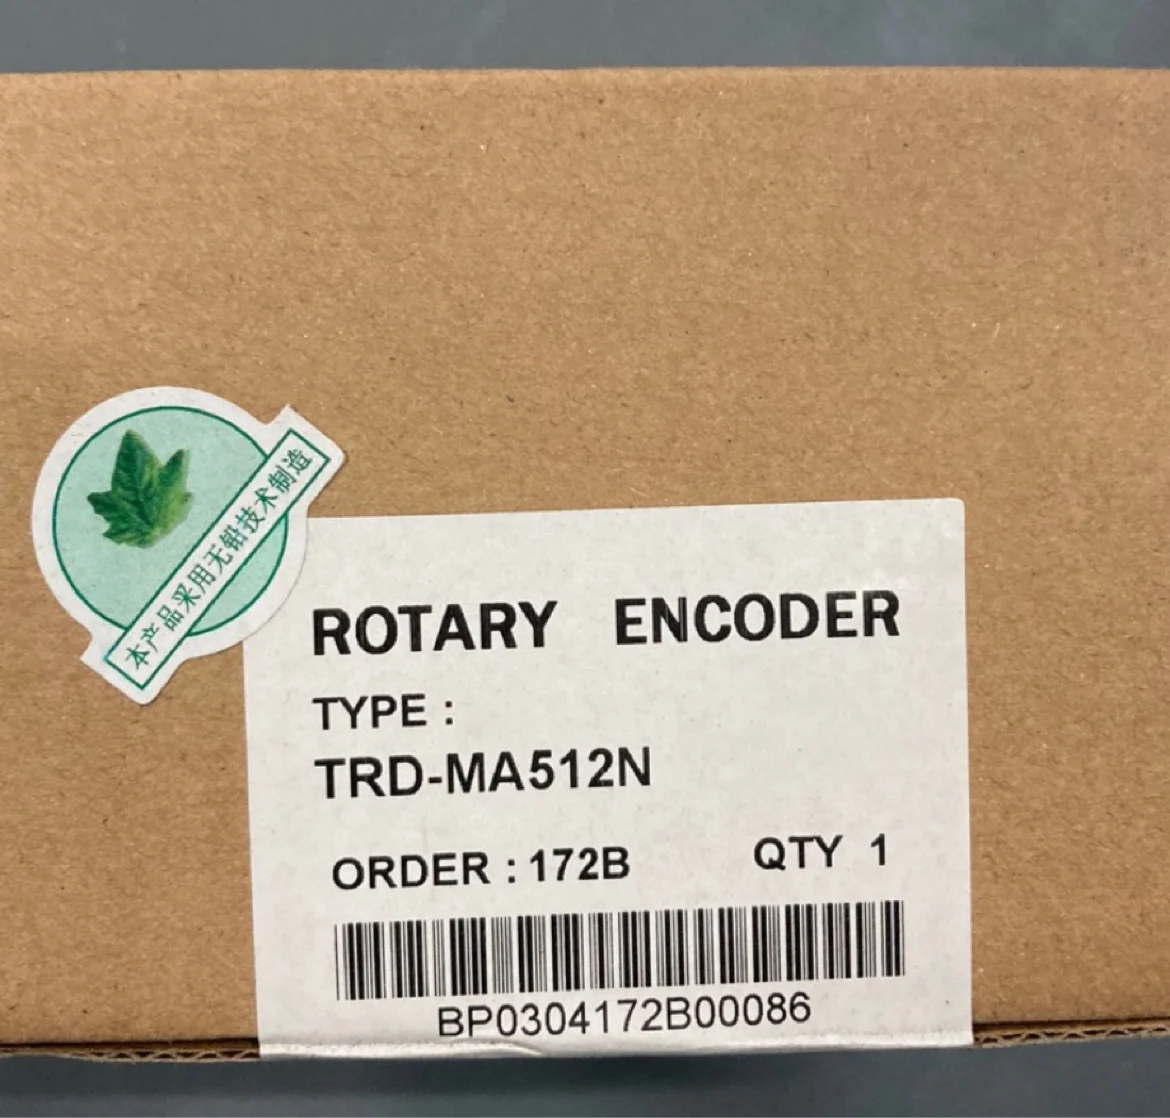 本产品采用无铅技术制造
ROTARY ENCODER
TYPE :
TRD-MA512N
ORDER : 172B QTY 1
BP0304172B00086